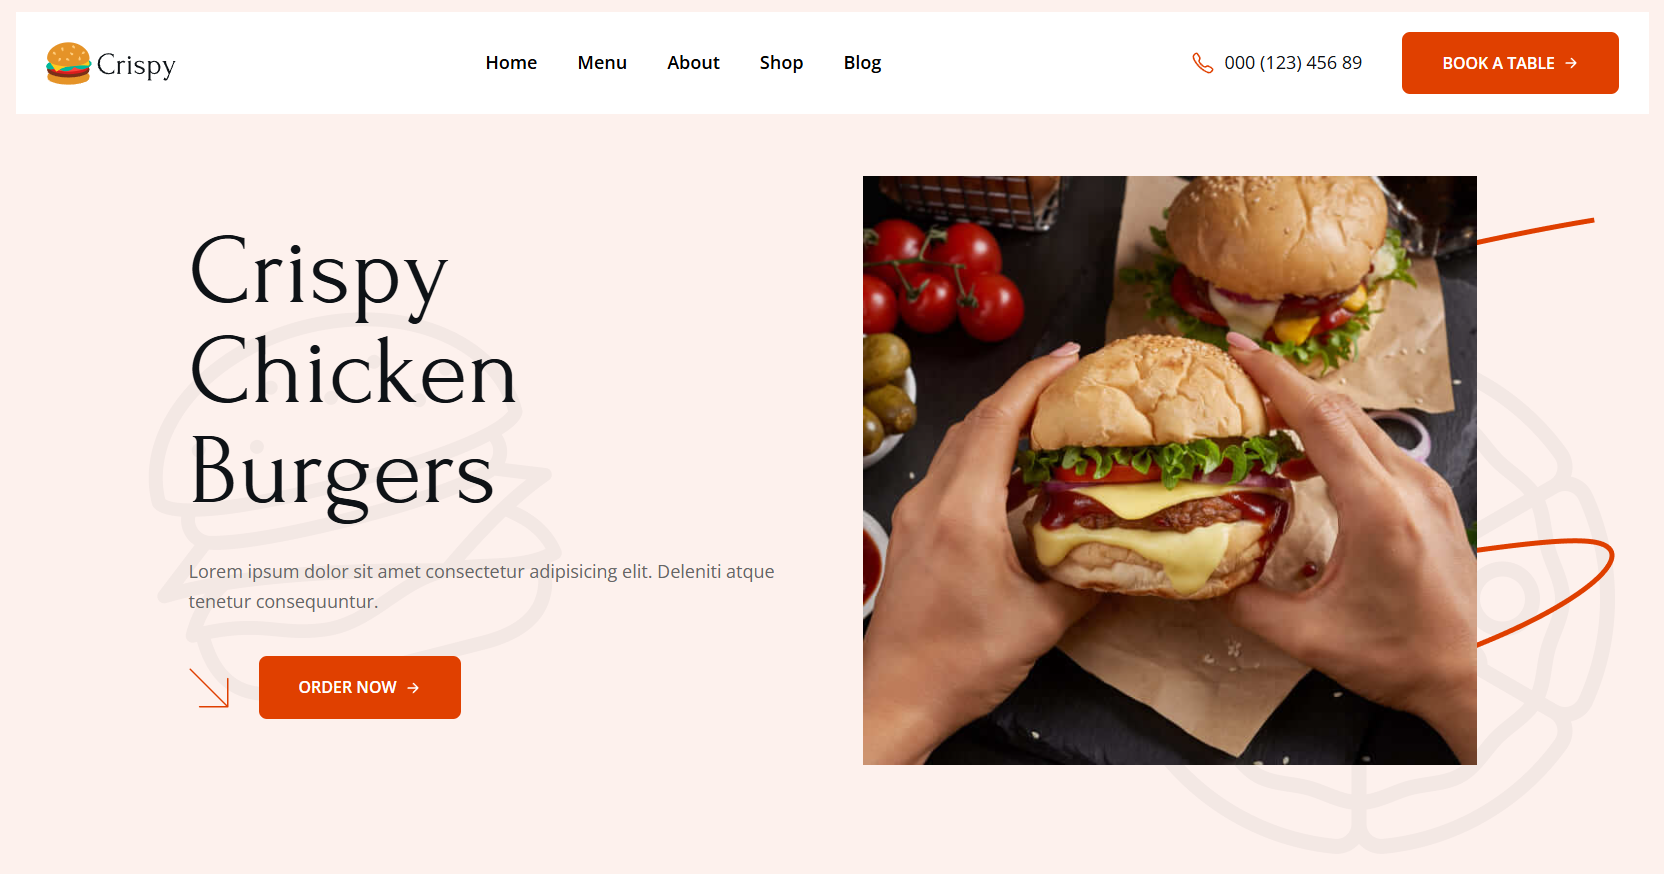 Crispy
Home Menu About Shop Blog
000 (123) 456 89
BOOK A TABLE →
Crispy
Chicken
Burgers
Lorem ipsum dolor sit amet consectetur adipisicing elit. Deleniti atque
tenetur consequuntur.
ORDER NOW →